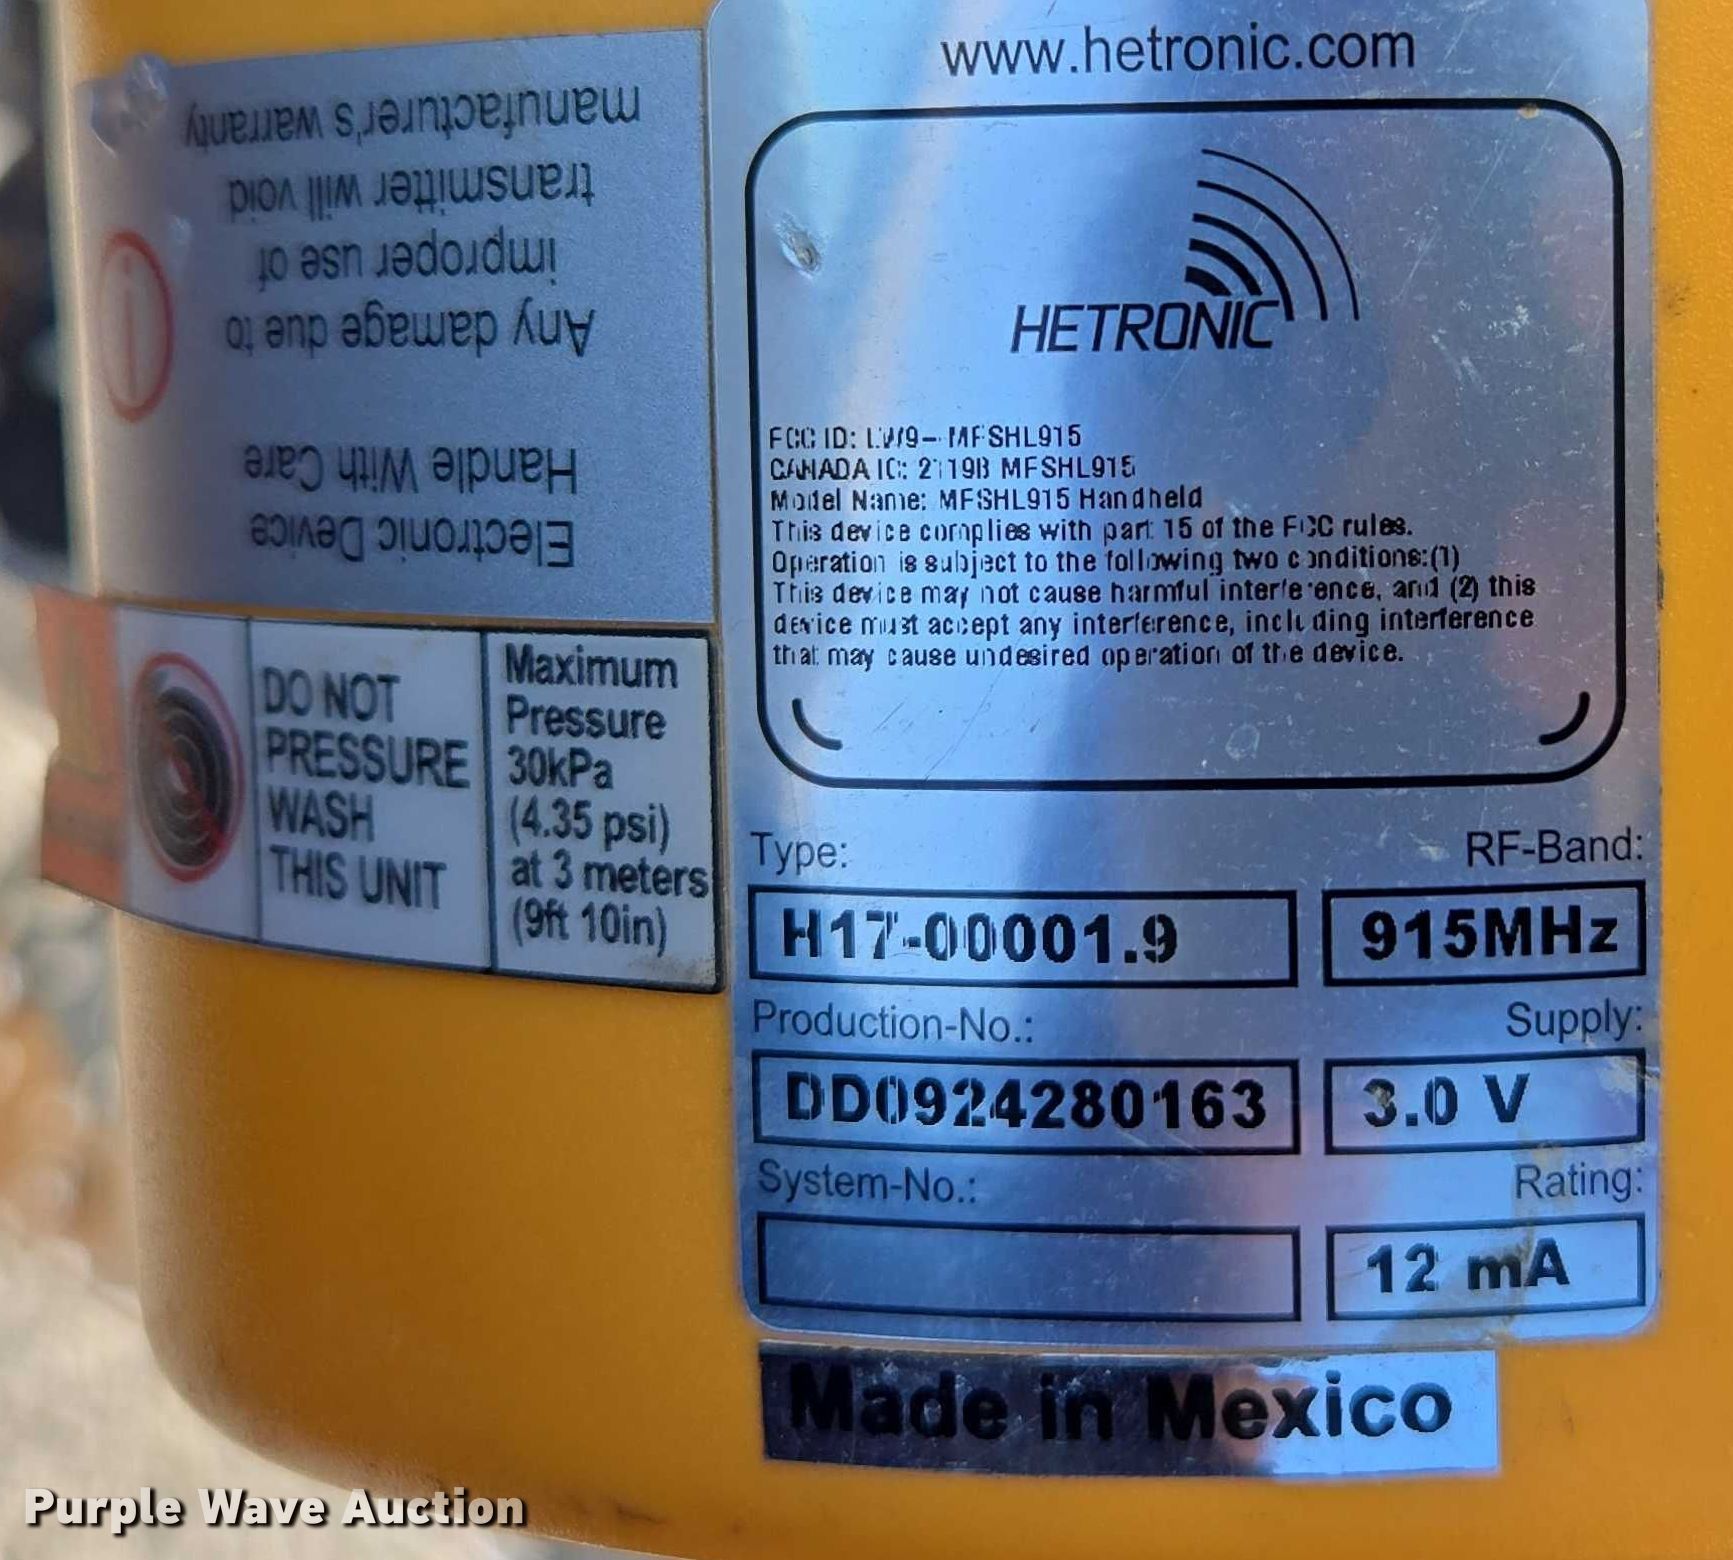 Electronic Device
Handle With Care
Any damage due to
improper use of
transmitter will void
manufacturer's warranty
DO NOT
PRESSURE
WASH
THIS UNIT
Maximum
Pressure
30kPa
(4.35 psi)
at 3 meters
(9ft 10in)
www.hetronic.com
HETRONIC
FCC ID: LW9-MFSHL915
CANADA IC: 2119B MFSHL915
Model Name: MFSHL915 Handheld
This device complies with part 15 of the FCC rules.
Operation is subject to the following two conditions:(1)
This device may not cause harmful interference, and (2) this
device must accept any interference, including interference
that may cause undesired operation of the device.
Type:
RF-Band:
H17-00001.9
915MHz
Production-No.:
Supply:
DD0924280163
3.0 V
System-No.:
Rating:
12 mA
Made in Mexico
Purple Wave Auction